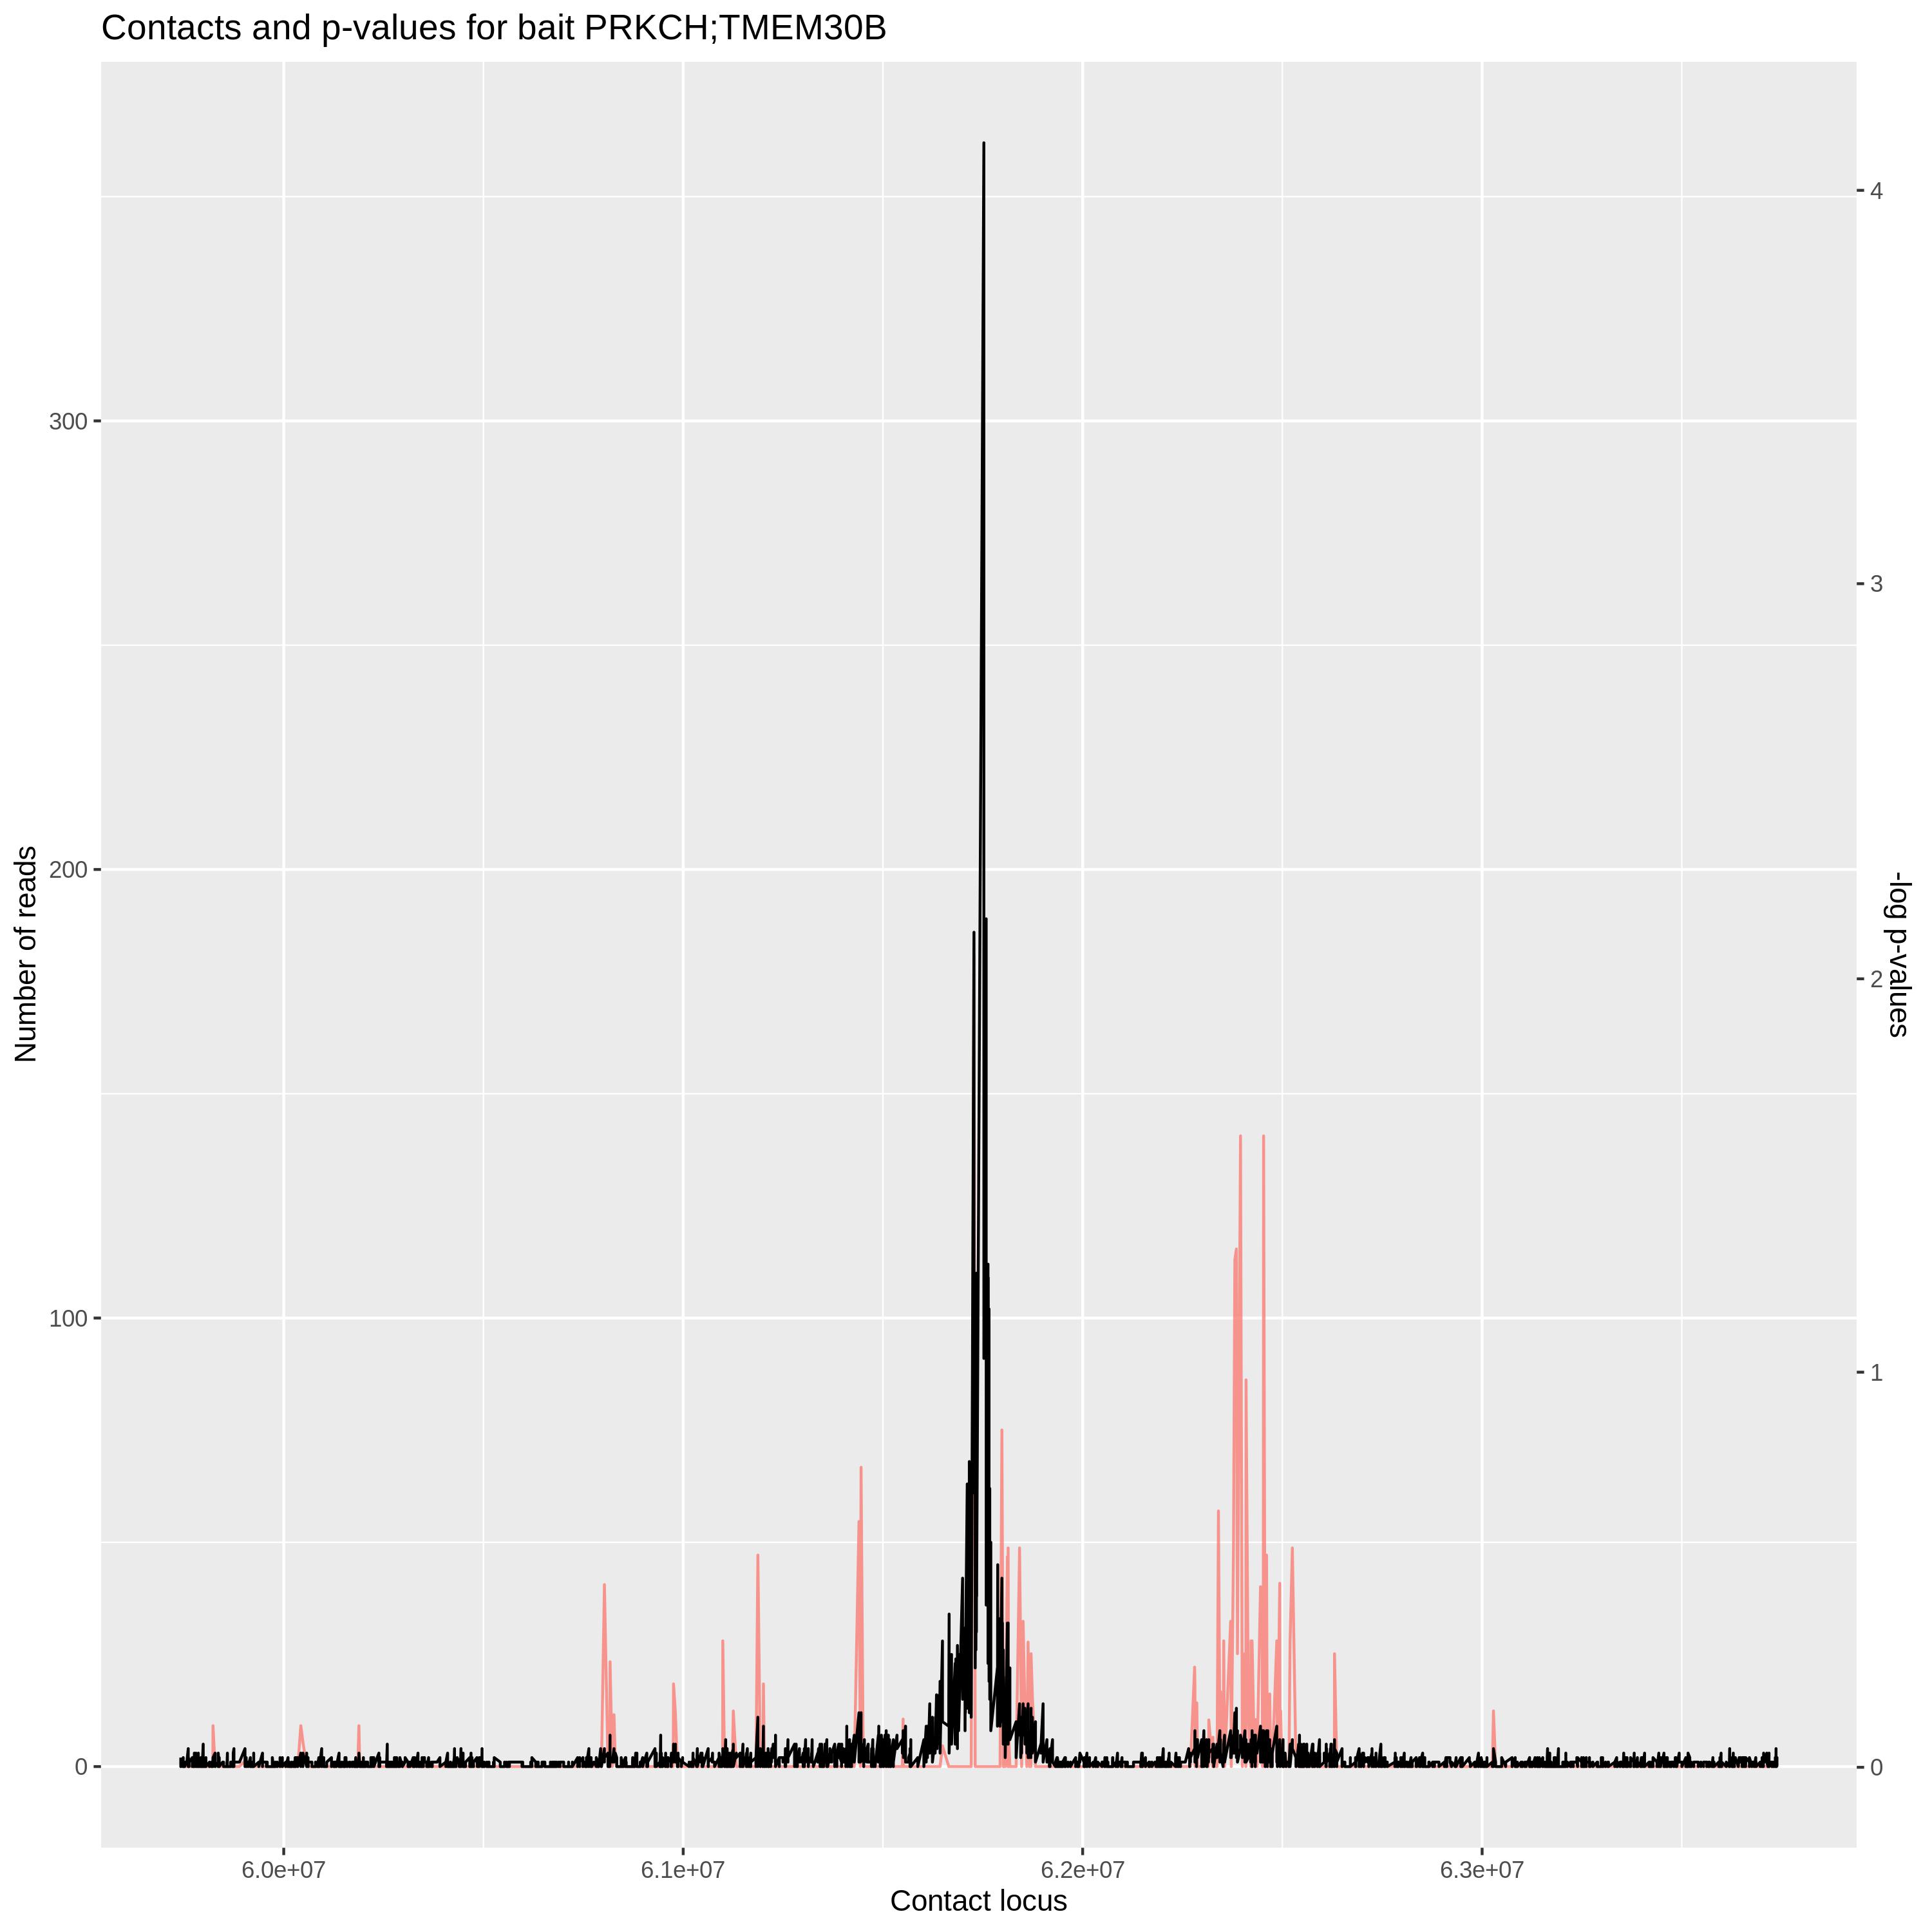 Contacts and p-values for bait PRKCH;TMEM30B
Number of reads
300
200
100
0
4
3
2
1
0
-log p-values
6.0e+07
6.1e+07
6.2e+07
6.3e+07
Contact locus